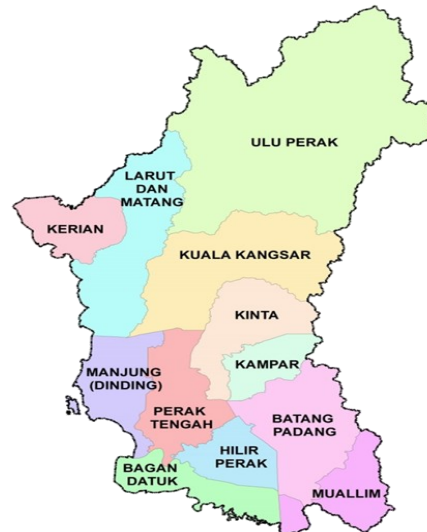 ULU PERAK
LARUT
DAN
MATANG
KERIAN
KUALA KANGSAR
KINTA
KAMPAR
MANJUNG
(DINDING)
PERAK
TENGAH
BATANG
PADANG
HILIR
PERAK
BAGAN
DATUK
MUALLIM